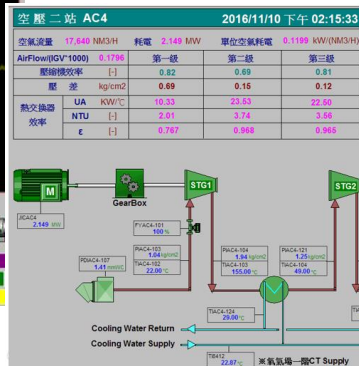 空壓二站 AC4 2016/11/10 下午 02:15:33
空氣流量 17,640 NM3/H 耗電 2.149 MW 單位空氣耗電 0.1199 kW/(NM3/H)
AirFlow/(IGV*1000) 0.1796 第一級 第二級 第三級
壓縮機效率 [-] 0.82 0.69 0.81
壓 差 kg/cm2 0.69 0.15 0.12
熱交換器效率 UA KW/℃ 10.33 23.53 22.50
NTU [-] 2.01 3.74 3.56
ε [-] 0.767 0.968 0.965
M
GearBox
STG1
STG2
JICAC4
2.149 MW
FYAC4-101
100 %
PIAC4-103
1.04 kg/cm2
TIAC4-102
22.00 ℃
PDIAC4-107
1.41 mmWC
PIAC4-104
1.94 kg/cm2
TIAC4-103
155.00 ℃
PIAC4-121
1.25 kg/cm2
TIAC4-104
49.00 ℃
TIAC4-124
29.00 ℃
Cooling Water Return
Cooling Water Supply
TI8412
22.87 ℃
※氧氮場一階CT Supply